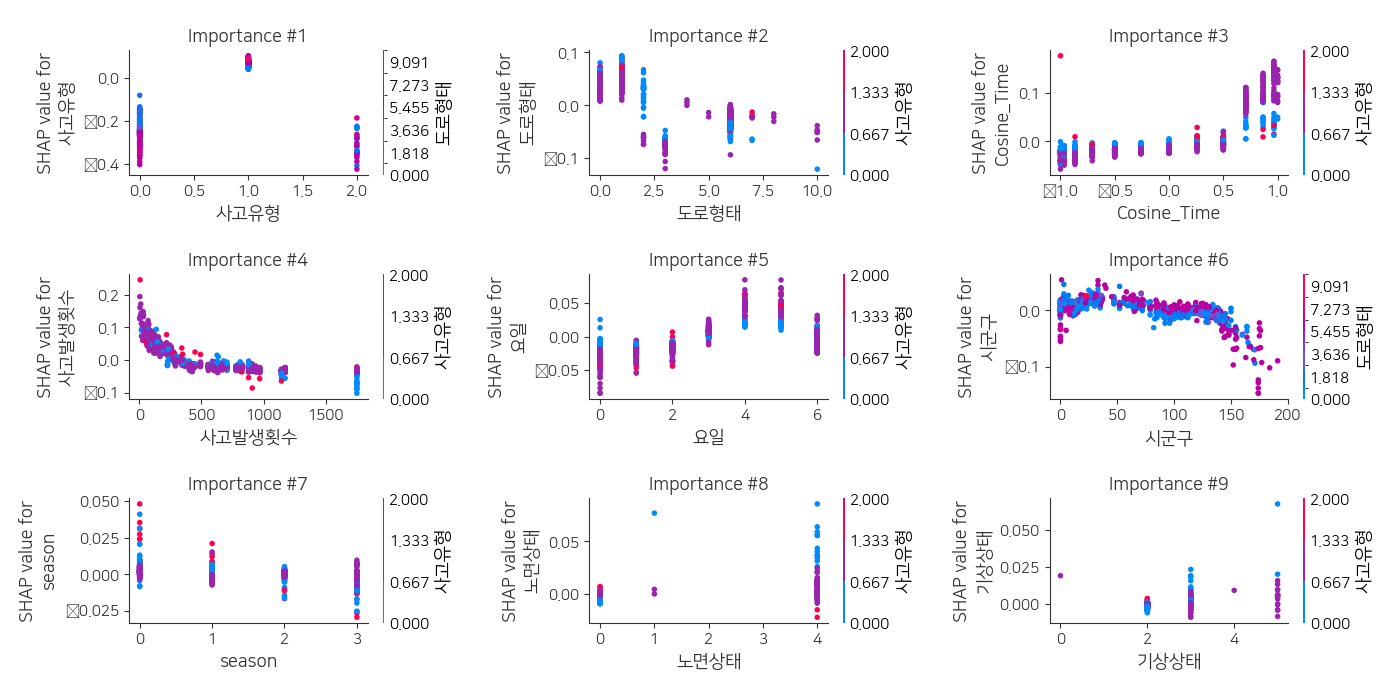 Importance #1
SHAP value for
사고유형
0.0
0.2
0.4
0.0
0.5
1.0
1.5
2.0
사고유형
9.091
7.273
5.455
3.636
1.818
0.000
도로형태
Importance #2
SHAP value for
도로형태
0.1
0.0
0.1
0.0
2.5
5.0
7.5
10.0
도로형태
2.000
1.333
0.667
0.000
사고유형
Importance #3
SHAP value for
Cosine_Time
0.1
0.0
1.0
0.5
0.0
0.5
1.0
Cosine_Time
2.000
1.333
0.667
0.000
사고유형
Importance #4
SHAP value for
사고발생횟수
0.2
0.1
0.0
0.1
0
500
1000
1500
사고발생횟수
2.000
1.333
0.667
0.000
사고유형
Importance #5
SHAP value for
요일
0.05
0.00
0.05
0
2
4
6
요일
2.000
1.333
0.667
0.000
사고유형
Importance #6
SHAP value for
시군구
0.0
0.1
0
50
100
150
200
시군구
9.091
7.273
5.455
3.636
1.818
0.000
도로형태
Importance #7
SHAP value for
season
0.050
0.025
0.000
0.025
0
1
2
3
season
2.000
1.333
0.667
0.000
사고유형
Importance #8
SHAP value for
노면상태
0.05
0.00
0
1
2
3
4
노면상태
2.000
1.333
0.667
0.000
사고유형
Importance #9
SHAP value for
기상상태
0.050
0.025
0.000
0
2
4
기상상태
2.000
1.333
0.667
0.000
사고유형